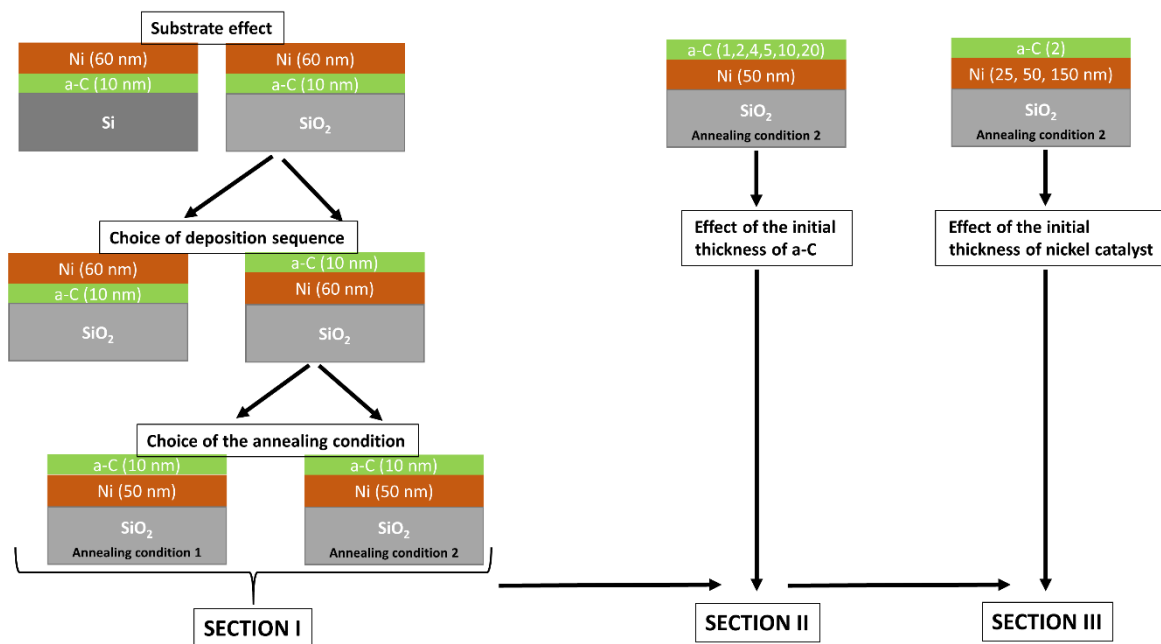 Substrate effect
Ni (60 nm)
a-C (10 nm)
Si
Ni (60 nm)
a-C (10 nm)
SiO₂
Choice of deposition sequence
Ni (60 nm)
a-C (10 nm)
SiO₂
a-C (10 nm)
Ni (60 nm)
SiO₂
Choice of the annealing condition
a-C (10 nm)
Ni (50 nm)
SiO₂
Annealing condition 1
a-C (10 nm)
Ni (50 nm)
SiO₂
Annealing condition 2
SECTION I
a-C (1,2,4,5,10,20)
Ni (50 nm)
SiO₂
Annealing condition 2
Effect of the initial
thickness of a-C
SECTION II
a-C (2)
Ni (25, 50, 150 nm)
SiO₂
Annealing condition 2
Effect of the initial
thickness of nickel catalyst
SECTION III